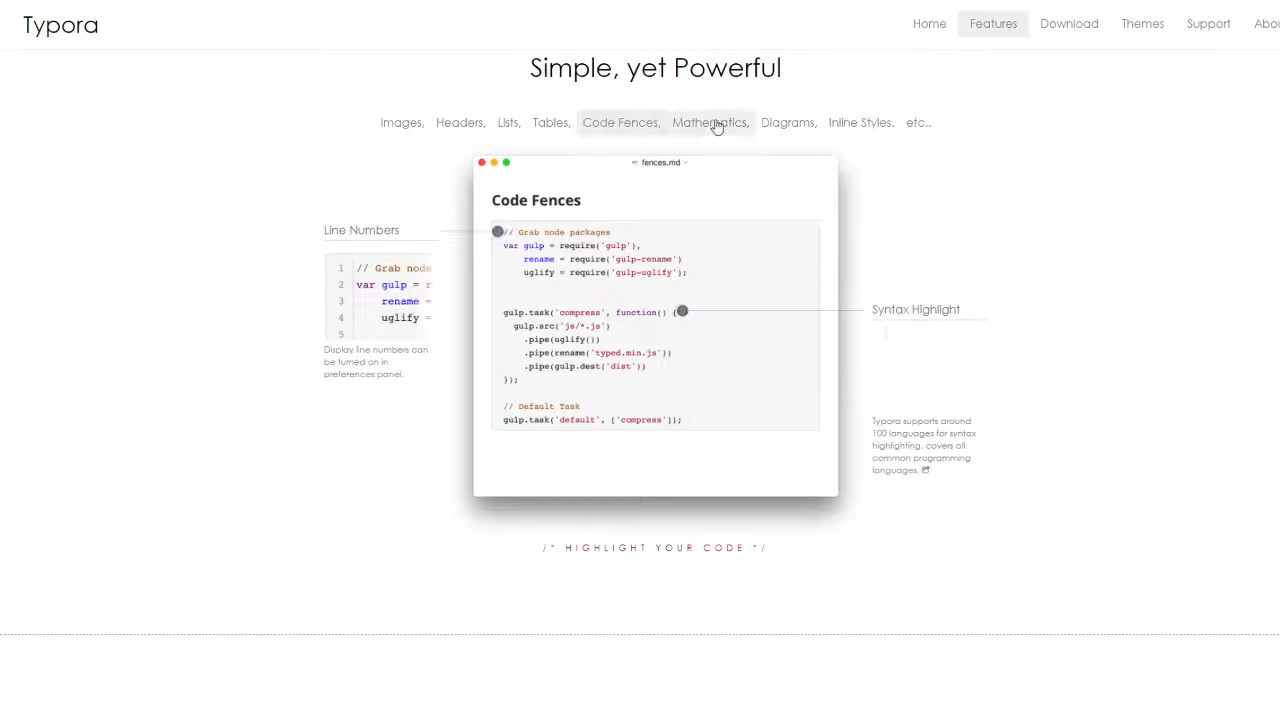 Typora
Home Features Download Themes Support Abou
Simple, yet Powerful
Images, Headers, Lists, Tables, Code Fences, Mathematics, Diagrams, Inline Styles. etc..
fences.md
Code Fences
// Grab node packages
var gulp = require('gulp'),
rename = require('gulp-rename')
uglify = require('gulp-uglify');
gulp.task('compress', function() {
gulp.src('js/*.js')
.pipe(uglify())
.pipe(rename('typed.min.js'))
.pipe(gulp.dest('dist'))
});
// Default Task
gulp.task('default', ['compress']);
Line Numbers
1 // Grab node
2 var gulp = r
3 rename =
4 uglify =
5
Display line numbers can
be turned on in
preferences panel.
Syntax Highlight
Typora supports around
100 languages for syntax
highlighting, covers all
common programming
languages.
/* HIGHLIGHT YOUR CODE */